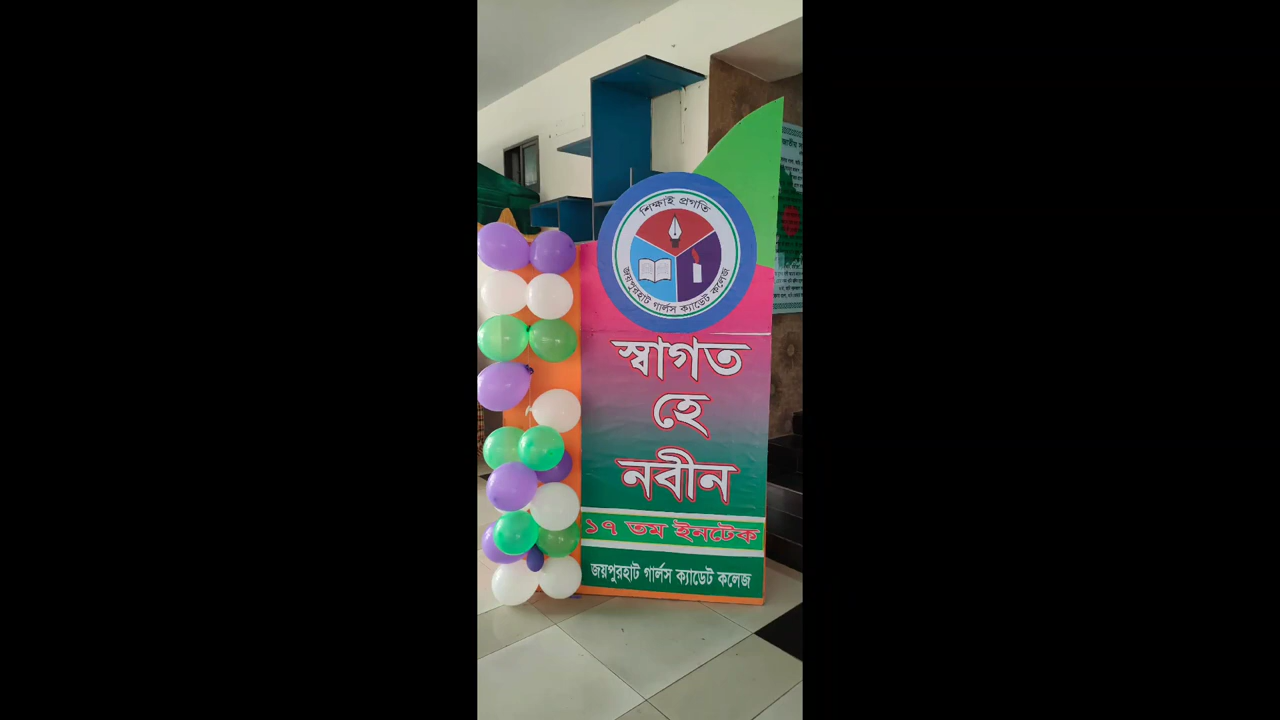 শিক্ষাই প্রগতি
জয়পুরহাট গার্লস ক্যাডেট কলেজ
স্বাগত
হে
নবীন
১৭ তম ইনটেক
জয়পুরহাট গার্লস ক্যাডেট কলেজ
জাতীয়